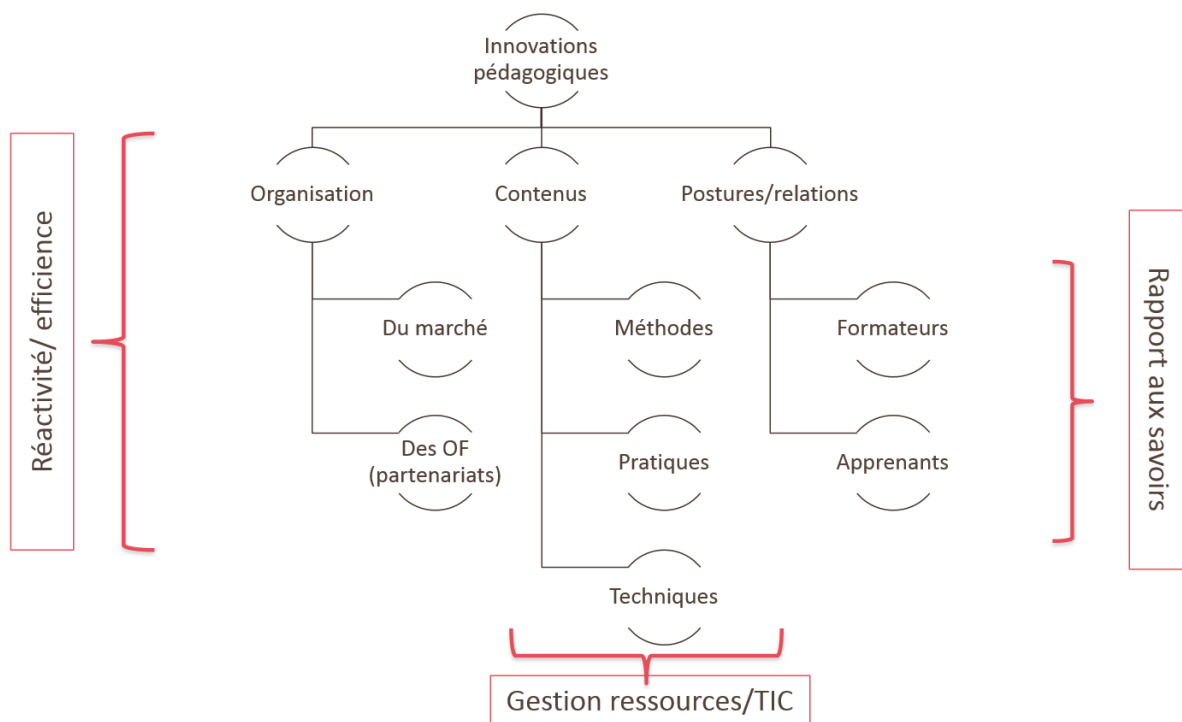 Innovations
pédagogiques
Organisation
Contenus
Postures/relations
Réactivité/ efficience
Du marché
Méthodes
Formateurs
Rapport aux savoirs
Des OF
(partenariats)
Pratiques
Apprenants
Techniques
Gestion ressources/TIC